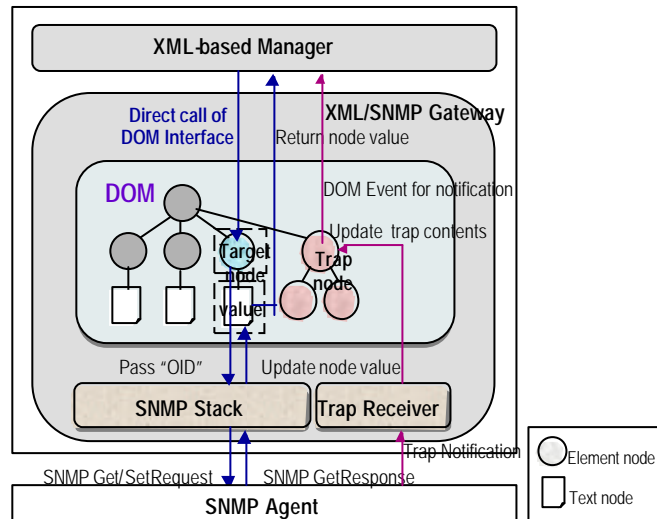 XML-based Manager
XML/SNMP Gateway
Direct call of
DOM Interface
Return node value
DOM
DOM Event for notification
Update trap contents
Target
node
Trap
node
value
Pass “OID”
Update node value
SNMP Stack
Trap Receiver
Trap Notification
SNMP Get/SetRequest
SNMP GetResponse
SNMP Agent
Element node
Text node